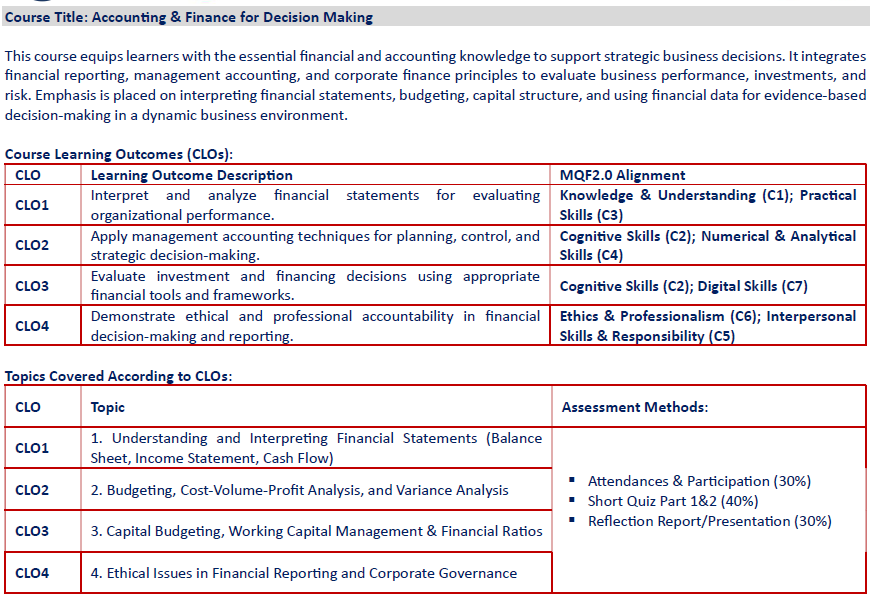 Course Title: Accounting & Finance for Decision Making
This course equips learners with the essential financial and accounting knowledge to support strategic business decisions. It integrates
financial reporting, management accounting, and corporate finance principles to evaluate business performance, investments, and
risk. Emphasis is placed on interpreting financial statements, budgeting, capital structure, and using financial data for evidence-based
decision-making in a dynamic business environment.
Course Learning Outcomes (CLOs):
CLO Learning Outcome Description MQF2.0 Alignment
CLO1
Interpret and analyze financial statements for evaluating
organizational performance.
Knowledge & Understanding (C1); Practical
Skills (C3)
CLO2
Apply management accounting techniques for planning, control, and
strategic decision-making.
Cognitive Skills (C2); Numerical & Analytical
Skills (C4)
CLO3
Evaluate investment and financing decisions using appropriate
financial tools and frameworks.
Cognitive Skills (C2); Digital Skills (C7)
CLO4
Demonstrate ethical and professional accountability in financial
decision-making and reporting.
Ethics & Professionalism (C6); Interpersonal
Skills & Responsibility (C5)
Topics Covered According to CLOs:
CLO Topic Assessment Methods:
CLO1
1. Understanding and Interpreting Financial Statements (Balance
Sheet, Income Statement, Cash Flow)
CLO2
2. Budgeting, Cost-Volume-Profit Analysis, and Variance Analysis
CLO3
3. Capital Budgeting, Working Capital Management & Financial Ratios
CLO4
4. Ethical Issues in Financial Reporting and Corporate Governance
▪ Attendances & Participation (30%)
▪ Short Quiz Part 1&2 (40%)
▪ Reflection Report/Presentation (30%)